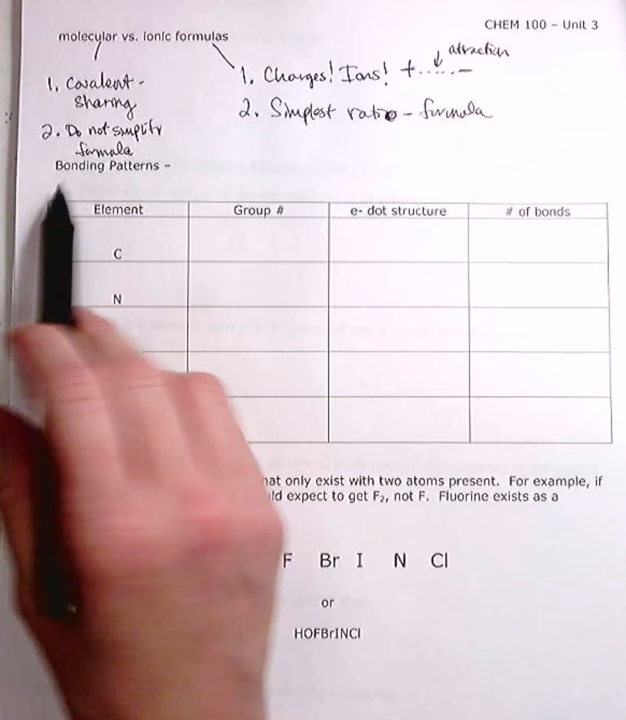 CHEM 100 – Unit 3
molecular vs. ionic formulas
attraction
1. Covalent -
sharing
2. Do not simplify
formula
1. Charges! Ions! + ...... -
2. Simplest ratio - formula
Bonding Patterns –
Element Group # e- dot structure # of bonds
C
N
hat only exist with two atoms present. For example, if
ld expect to get F₂, not F. Fluorine exists as a
F Br I N Cl
or
HOFBrINCl